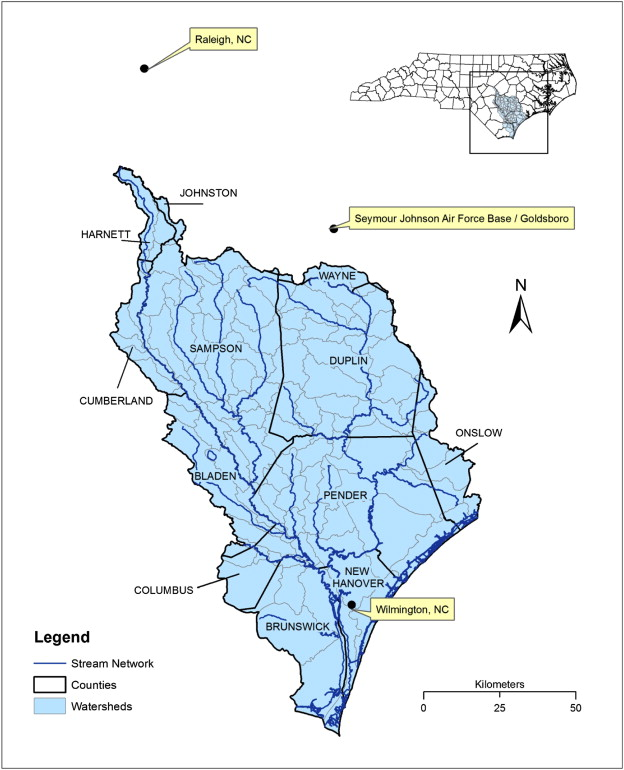 Raleigh, NC
JOHNSTON
Seymour Johnson Air Force Base / Goldsboro
HARNETT
WAYNE
N
SAMPSON
DUPLIN
CUMBERLAND
ONSLOW
BLADEN
PENDER
NEW
HANOVER
COLUMBUS
Wilmington, NC
BRUNSWICK
Legend
Stream Network
Counties
Watersheds
Kilometers
0 25 50